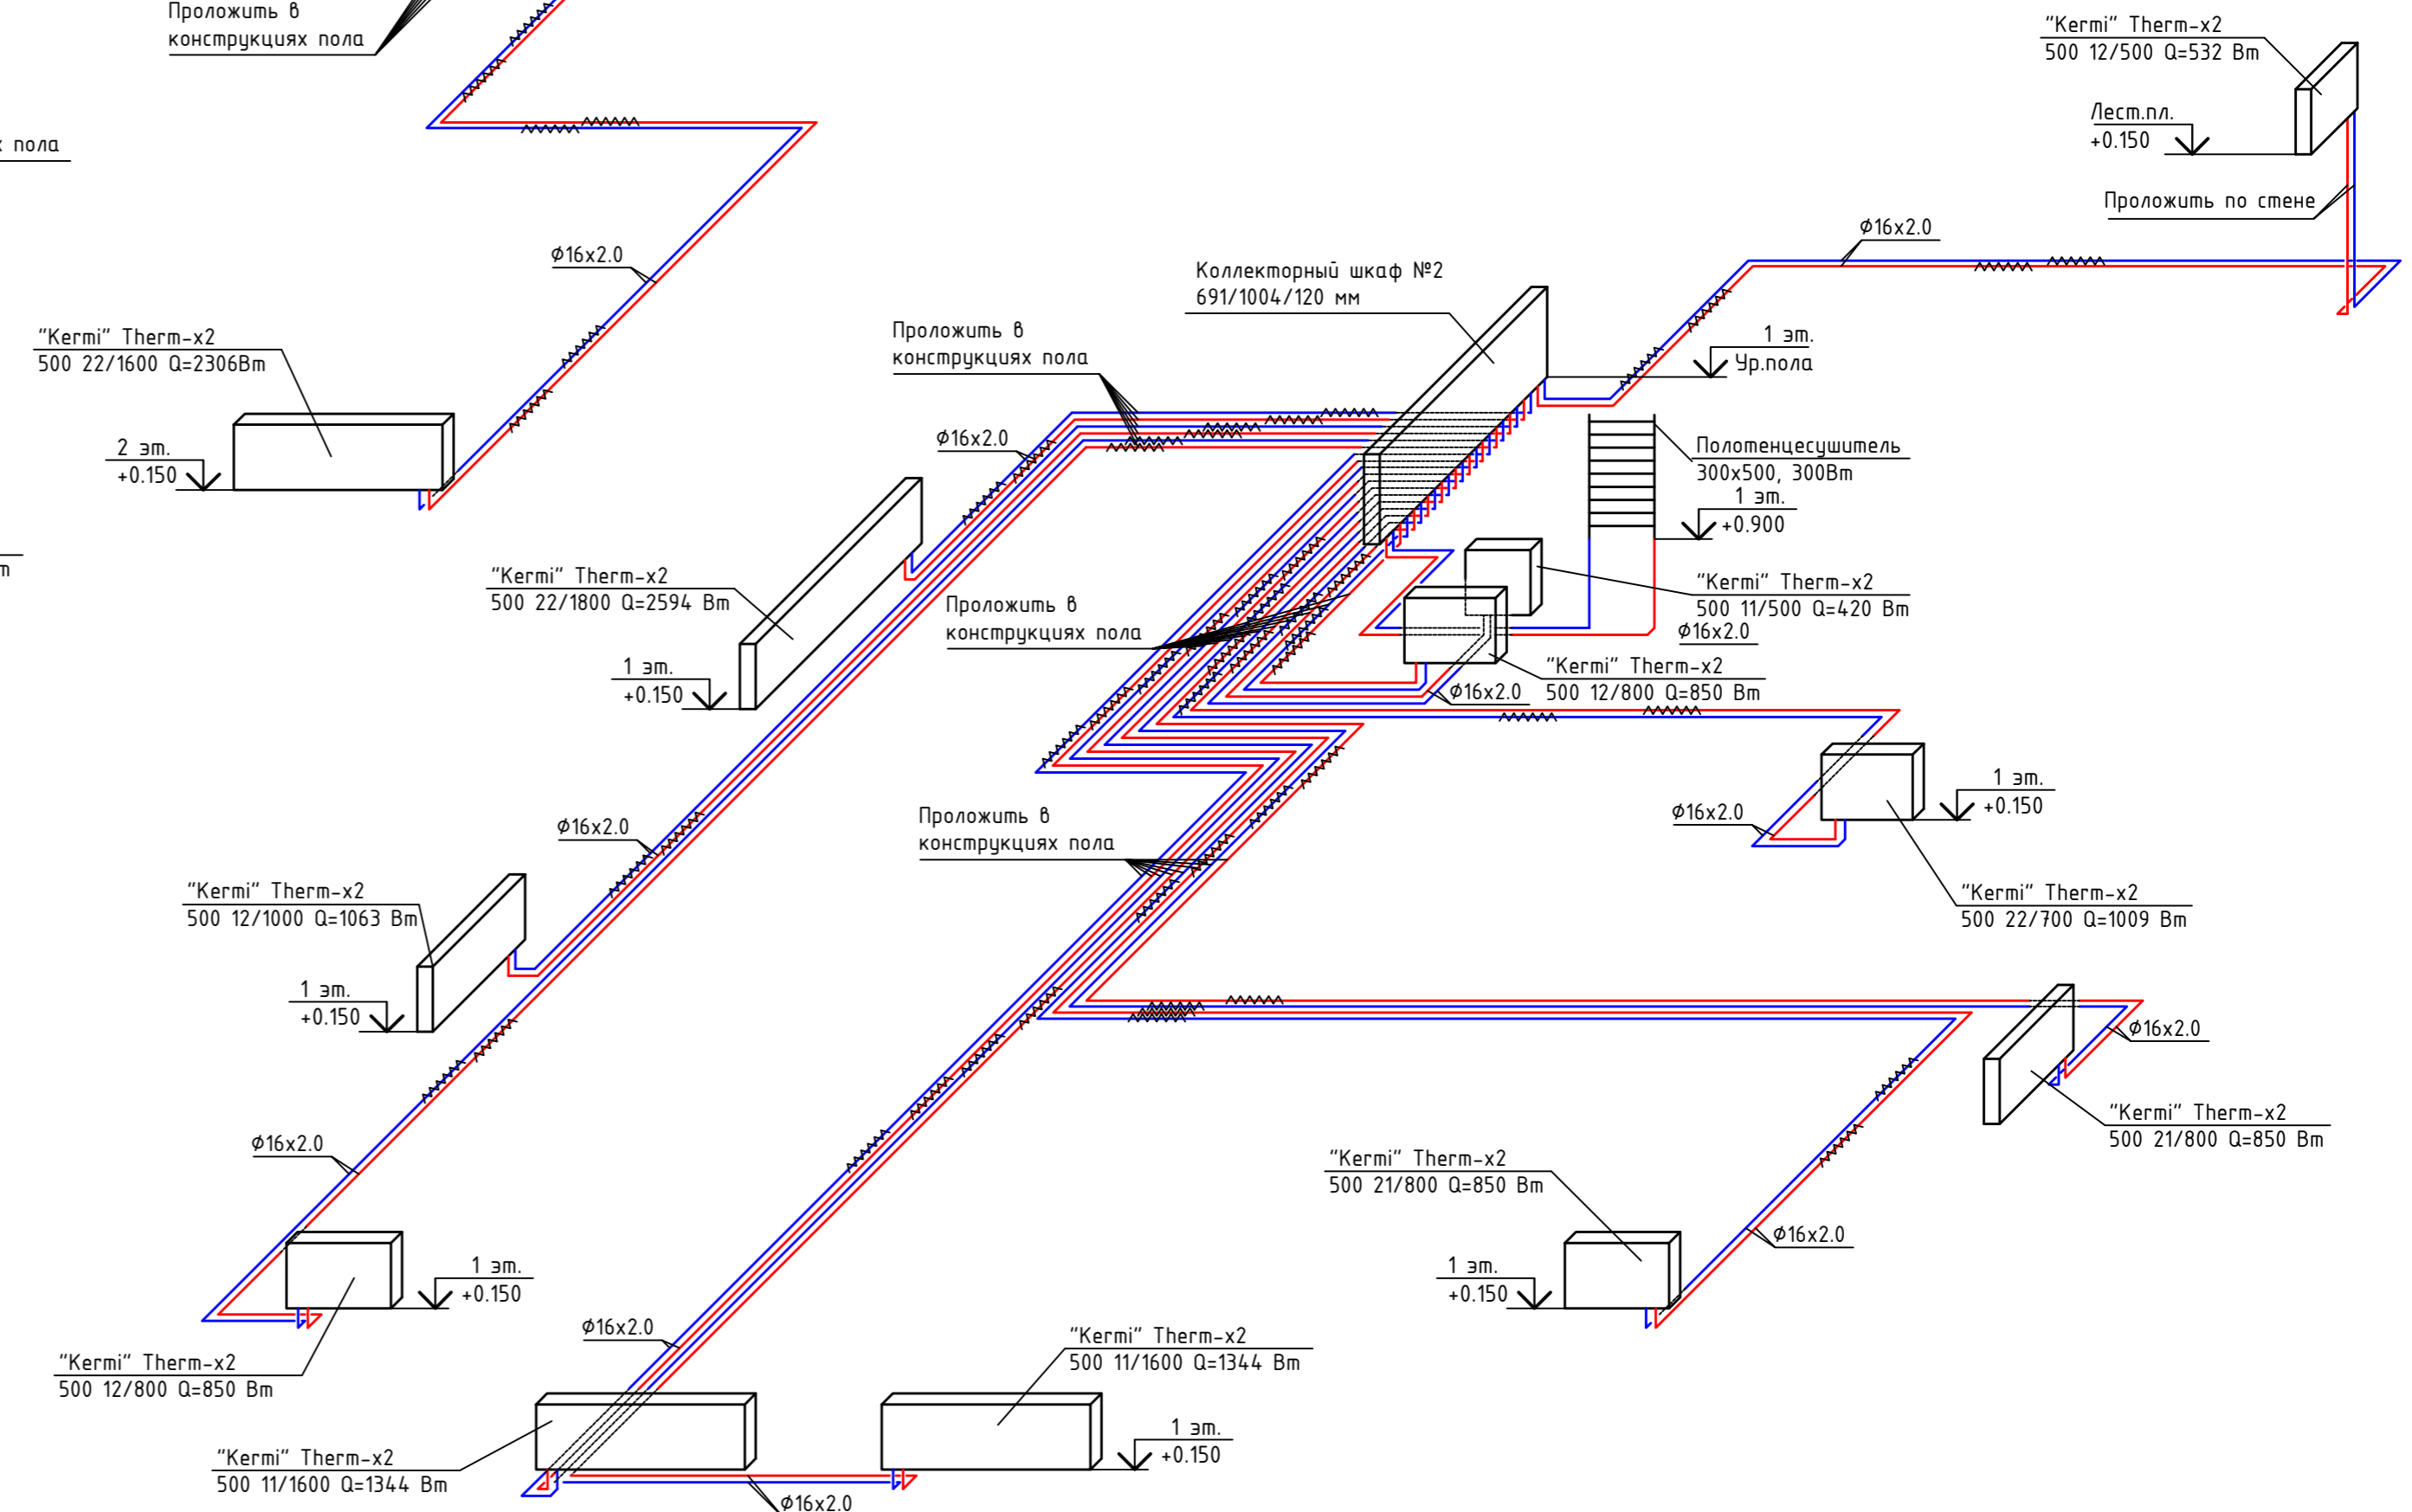 Проложить в
конструкциях пола
"Kermi" Therm-x2
500 12/500 Q=532 Вт
Лест.пл.
+0.150
х пола
Проложить по стене
Ø16x2.0
Ø16x2.0
Коллекторный шкаф №2
691/1004/120 мм
"Kermi" Therm-x2
500 22/1600 Q=2306Вт
Проложить в
конструкциях пола
1 эт.
Ур.пола
2 эт.
+0.150
Ø16x2.0
Полотенцесушитель
300x500, 300Вт
1 эт.
+0.900
т
"Kermi" Therm-x2
500 22/1800 Q=2594 Вт
Проложить в
конструкциях пола
"Kermi" Therm-x2
500 11/500 Q=420 Вт
Ø16x2.0
1 эт.
+0.150
"Kermi" Therm-x2
500 12/800 Q=850 Вт
Ø16x2.0
1 эт.
+0.150
Ø16x2.0
Проложить в
конструкциях пола
Ø16x2.0
"Kermi" Therm-x2
500 12/1000 Q=1063 Вт
"Kermi" Therm-x2
500 22/700 Q=1009 Вт
1 эт.
+0.150
Ø16x2.0
"Kermi" Therm-x2
500 21/800 Q=850 Вт
Ø16x2.0
"Kermi" Therm-x2
500 21/800 Q=850 Вт
Ø16x2.0
1 эт.
+0.150
1 эт.
+0.150
Ø16x2.0
"Kermi" Therm-x2
500 12/800 Q=850 Вт
"Kermi" Therm-x2
500 11/1600 Q=1344 Вт
1 эт.
+0.150
"Kermi" Therm-x2
500 11/1600 Q=1344 Вт
Ø16x2.0